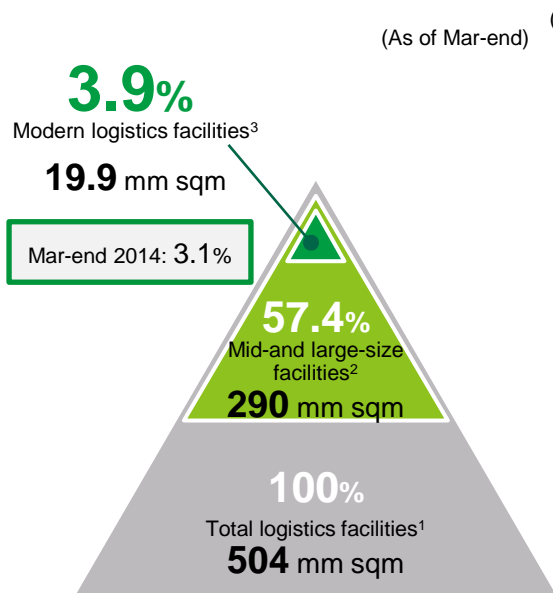 (
(As of Mar-end)
3.9%
Modern logistics facilities³
19.9 mm sqm
Mar-end 2014: 3.1%
57.4%
Mid-and large-size
facilities²
290 mm sqm
100%
Total logistics facilities¹
504 mm sqm